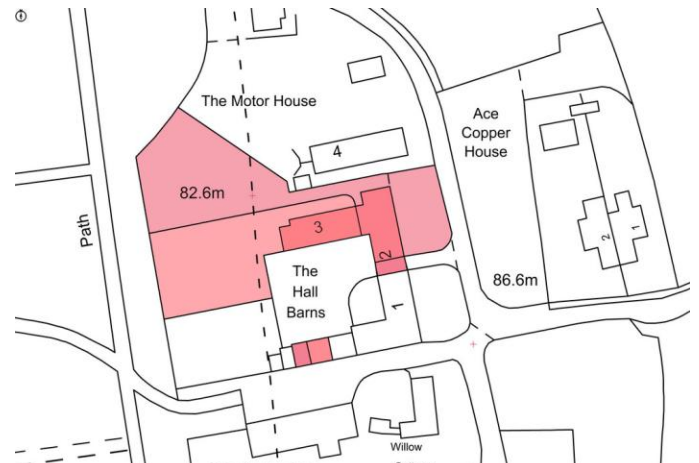 The Motor House
Ace
Copper
House
4
82.6m
3
Path
2
2
1
The
Hall
Barns
86.6m
1
Willow